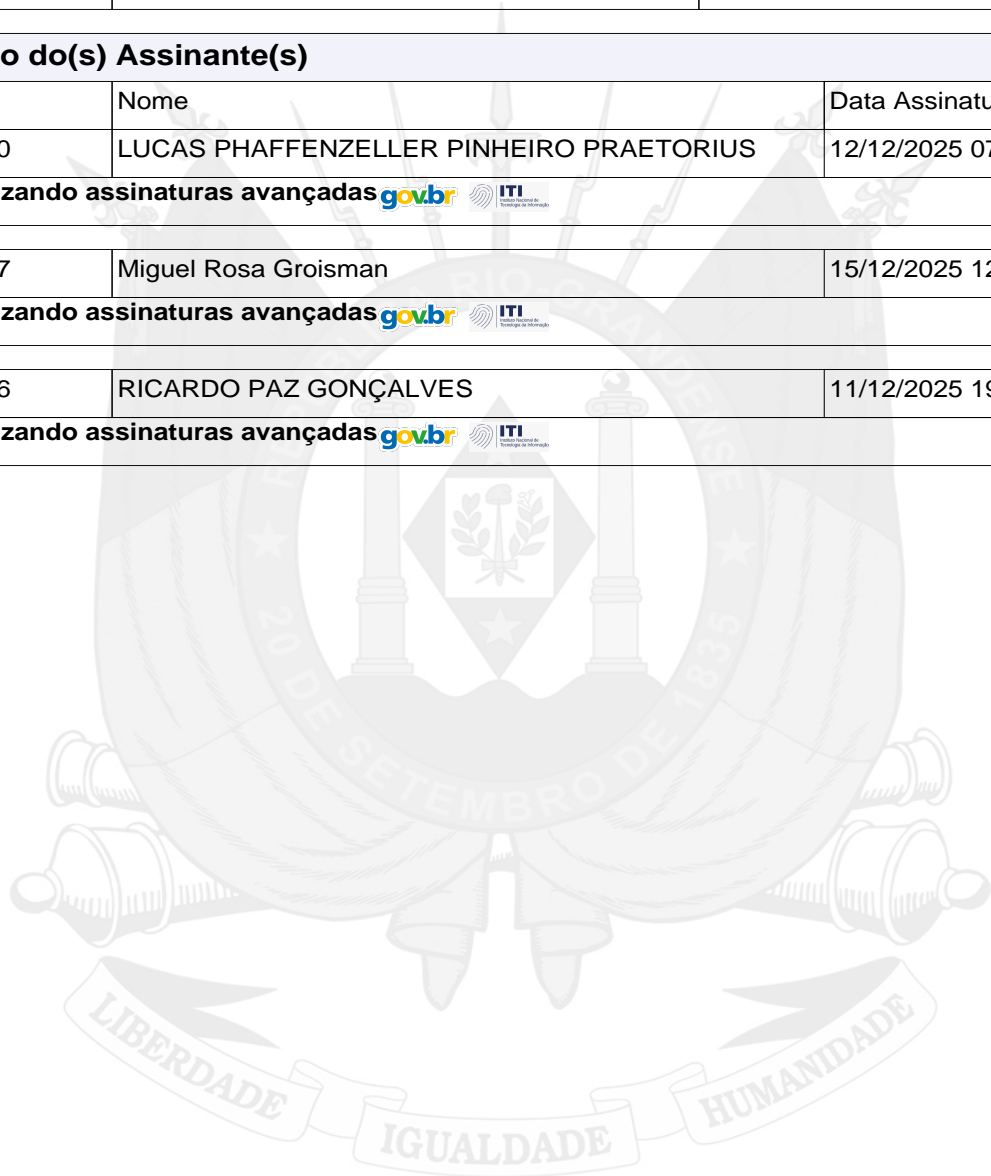 o do(s) Assinante(s)
Nome Data Assinatu
0 LUCAS PHAFFENZELLER PINHEIRO PRAETORIUS 12/12/2025 07
zando assinaturas avançadas gov.br ITI
7 Miguel Rosa Groisman 15/12/2025 12
zando assinaturas avançadas gov.br ITI
6 RICARDO PAZ GONÇALVES 11/12/2025 19
zando assinaturas avançadas gov.br ITI
20 DE SETEMBRO DE 1835
LIBERDADE IGUALDADE HUMANIDADE